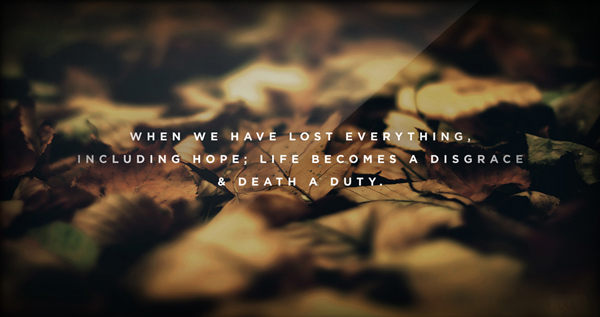 WHEN WE HAVE LOST EVERYTHING,
INCLUDING HOPE; LIFE BECOMES A DISGRACE
& DEATH A DUTY.